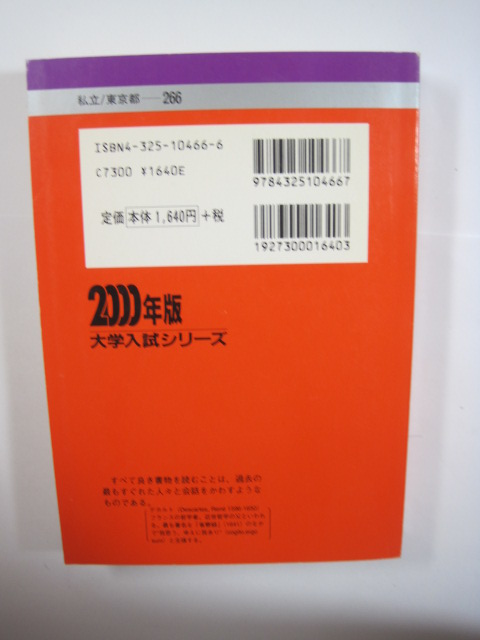 私立/東京都──266
ISBN4-325-10466-6
C7300 ¥1640E
9784325104667
定価 本体1,640円 +税
1927300016403
2000年版
大学入試シリーズ
すべて良き書物を読むことは、過去の
最もすぐれた人々と会話をかわすような
ものである。